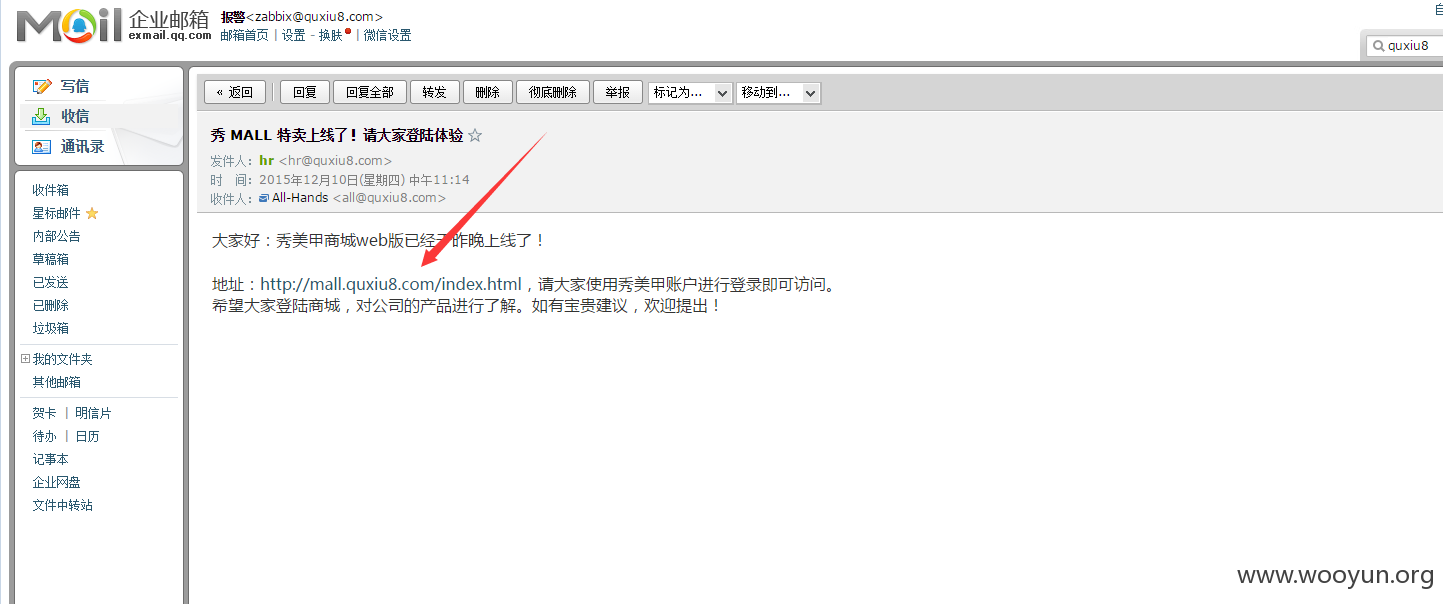 MOil 企业邮箱 exmail.qq.com
报警<zabbix@quxiu8.com>
邮箱首页 | 设置 - 换肤 | 微信设置
quxiu8
写信
收信
通讯录
收件箱
星标邮件
内部公告
草稿箱
已发送
已删除
垃圾箱
我的文件夹
其他邮箱
贺卡 | 明信片
待办 | 日历
记事本
企业网盘
文件中转站
« 返回 回复 回复全部 转发 删除 彻底删除 举报 标记为... 移动到...
秀 MALL 特卖上线了！请大家登陆体验
发件人：hr <hr@quxiu8.com>
时 间：2015年12月10日(星期四) 中午11:14
收件人：All-Hands <all@quxiu8.com>
大家好：秀美甲商城web版已经于昨晚上线了！
地址：http://mall.quxiu8.com/index.html，请大家使用秀美甲账户进行登录即可访问。
希望大家登陆商城，对公司的产品进行了解。如有宝贵建议，欢迎提出！
www.wooyun.org